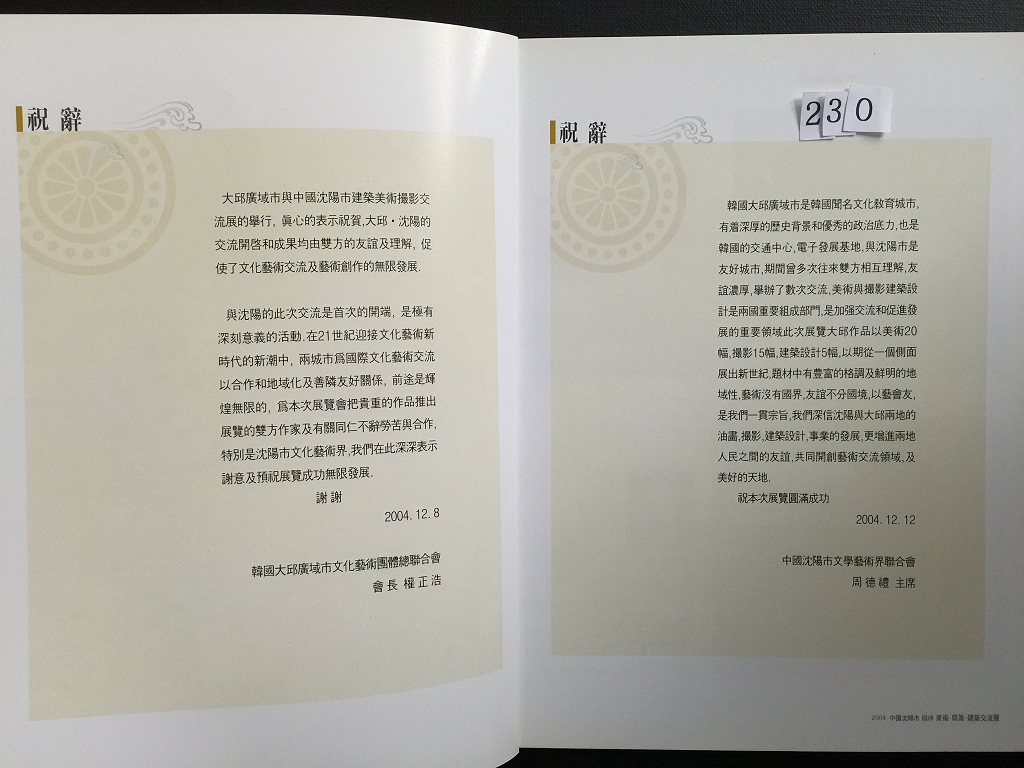 祝辭
大邱廣域市與中國沈陽市建築美術撮影交
流展的擧行, 眞心的表示祝賀,大邱·沈陽的
交流開啓和成果均由雙方的友誼及理解, 促
使了文化藝術交流及藝術創作的無限發展.
與沈陽的此次交流是首次的開端, 是極有
深刻意義的活動.在21世紀迎接文化藝術新
時代的新潮中, 兩城市爲國際文化藝術交流
以合作和地域化及善隣友好關係, 前途是輝
煌無限的, 爲本次展覽會把貴重的作品推出
展覽的雙方作家及有關同仁不辭勞苦與合作,
特別是沈陽市文化藝術界,我們在此深深表示
謝意及預祝展覽成功無限發展.
謝謝
2004. 12. 8
韓國大邱廣域市文化藝術團體總聯合會
會長 權正浩
祝辭
230
韓國大邱廣域市是韓國聞名文化敎育城市,
有着深厚的歷史背景和優秀的政治底力,也是
韓國的交通中心,電子發展基地,與沈陽市是
友好城市,期間曾多次往來雙方相互理解,友
誼濃厚,擧辦了數次交流,美術與撮影建築設
計是兩國重要組成部門,是加强交流和促進發
展的重要領域此次展覽大邱作品以美術20
幅,撮影15幅,建築設計5幅,以期從一個側面
展出新世紀,題材中有豊富的格調及鮮明的地
域性,藝術沒有國界,友誼不分國境,以藝會友,
是我們一貫宗旨,我們深信沈陽與大邱兩地的
油畵,撮影,建築設計,事業的發展,更增進兩地
人民之間的友誼,共同開創藝術交流領域,及
美好的天地.
祝本次展覽圓滿成功
2004. 12. 12
中國沈陽市文學藝術界聯合會
周德禮 主席
2004 中國沈陽市 招待 美術·寫眞·建築交流展